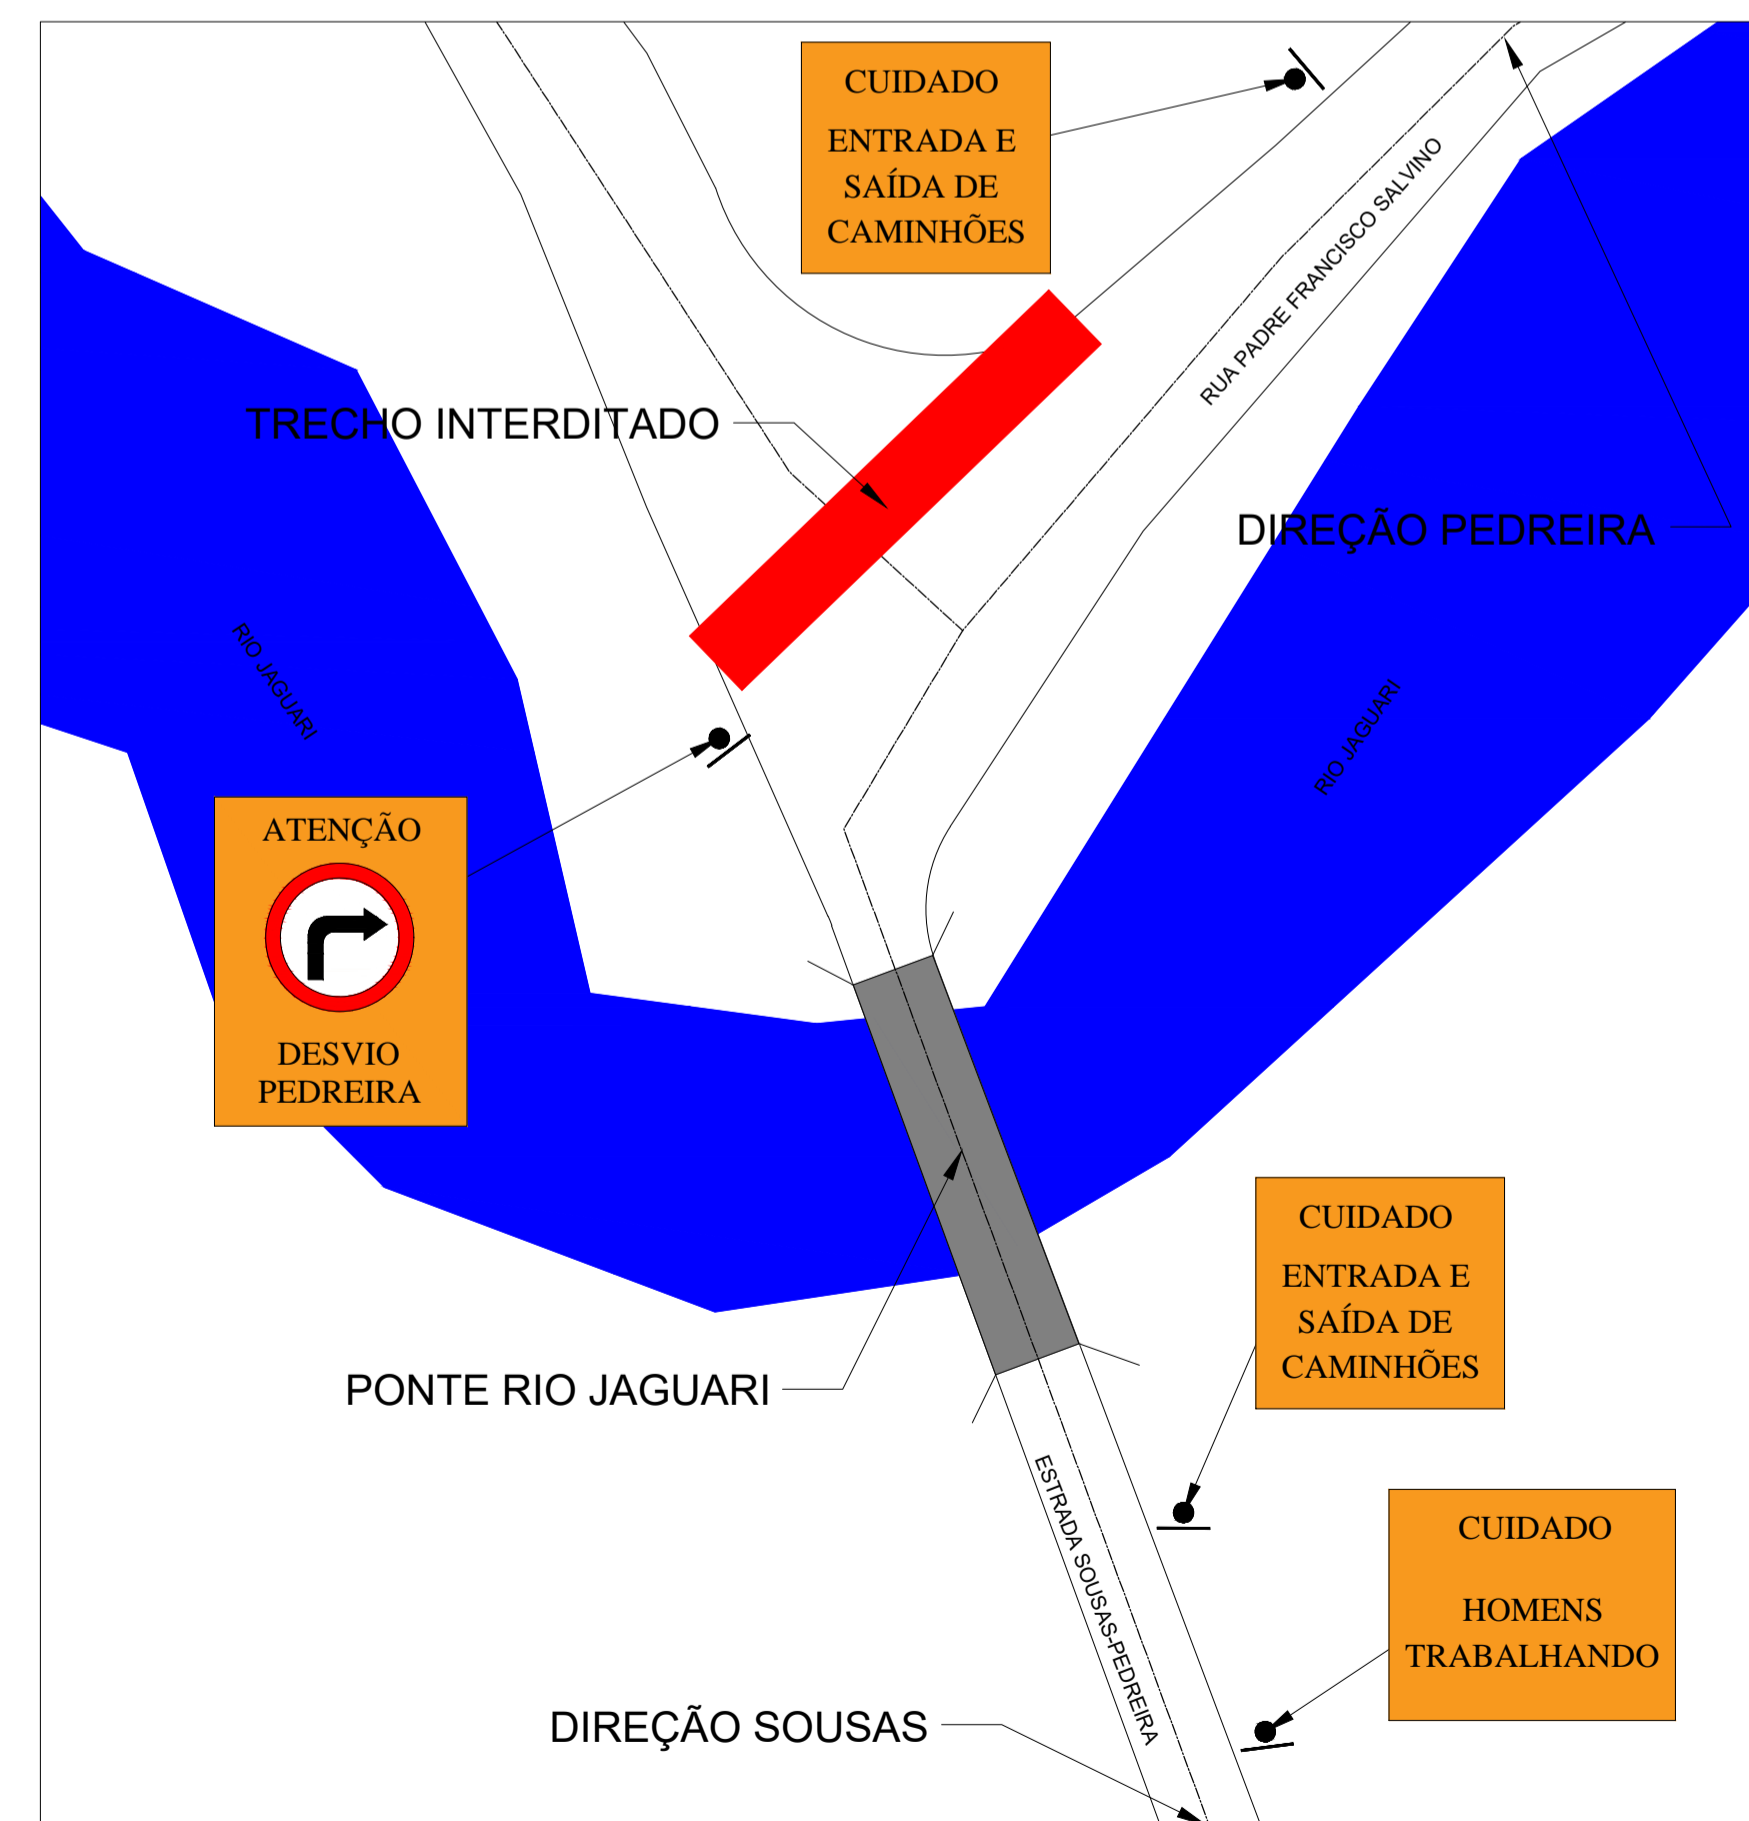 CUIDADO
ENTRADA E
SAÍDA DE
CAMINHÕES
RUA PADRE FRANCISCO SALVINO
TRECHO INTERDITADO
DIREÇÃO PEDREIRA
RIO JAGUARI
RIO JAGUARI
ATENÇÃO
DESVIO
PEDREIRA
CUIDADO
ENTRADA E
SAÍDA DE
CAMINHÕES
PONTE RIO JAGUARI
ESTRADA SOUSAS-PEDREIRA
CUIDADO
HOMENS
TRABALHANDO
DIREÇÃO SOUSAS